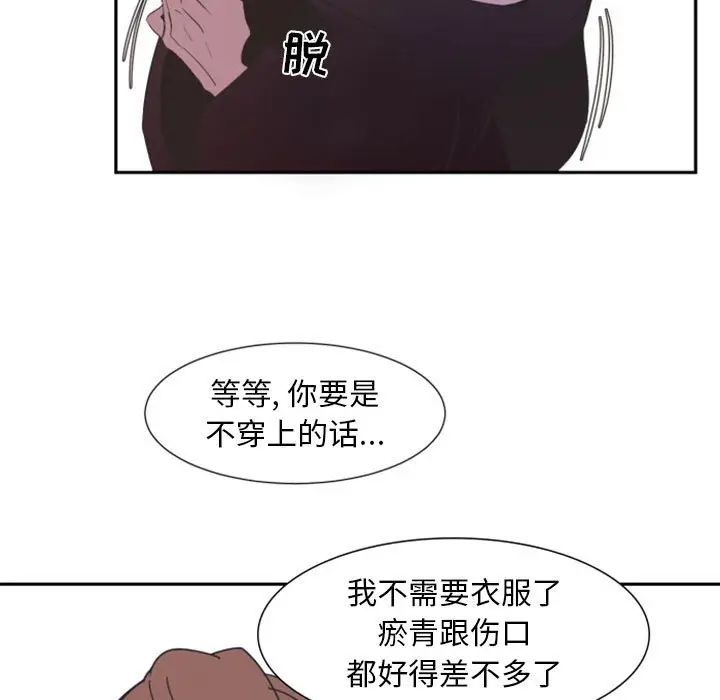 脱
等等, 你要是
不穿上的话...
我不需要衣服了
瘀青跟伤口
都好得差不多了